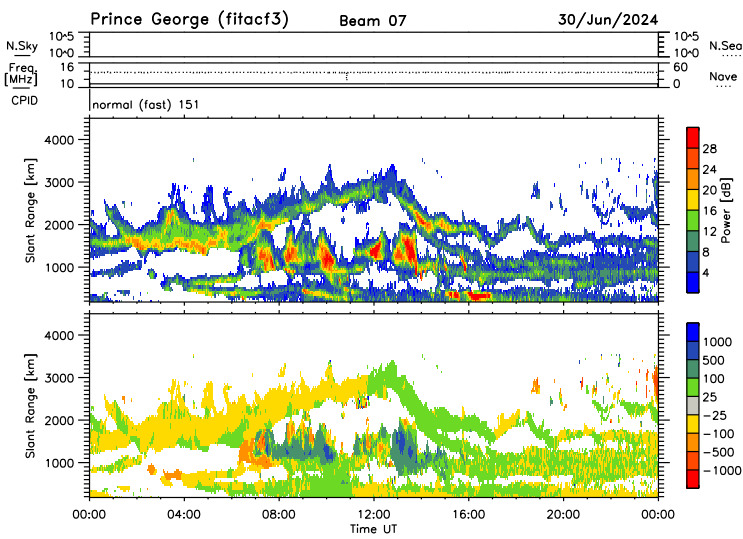 Prince George (fitacf3) Beam 07 30/Jun/2024
N.Sky 10^5 10^5 N.Sea
10^0 10^0
Freq. 16 60 Nave
[MHz] 10 0
CPID normal (fast) 151
4000
3000
2000
1000
Slant Range [km]
28
24
20
16
12
8
4
Power [dB]
4000
3000
2000
1000
Slant Range [km]
1000
500
100
25
-25
-100
-500
-1000
00:00 04:00 08:00 12:00 16:00 20:00 00:00
Time UT